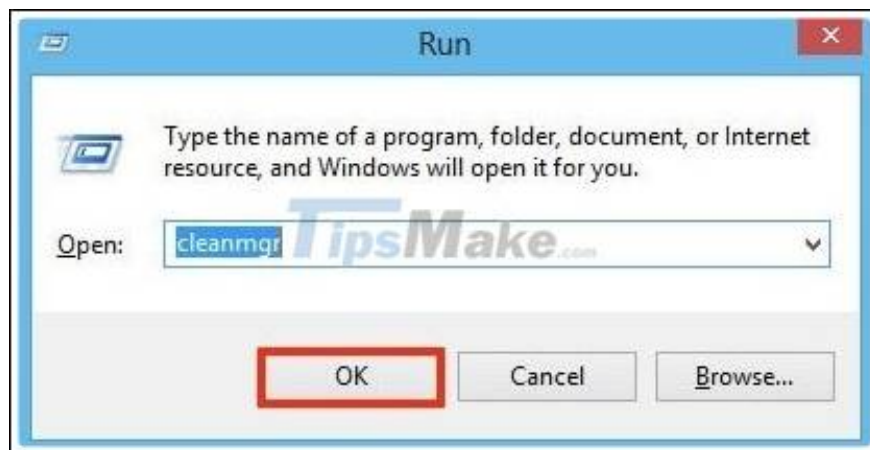 Run
Type the name of a program, folder, document, or Internet
resource, and Windows will open it for you.
Open:
cleanmgr
TipsMake.com
OK
Cancel
Browse...